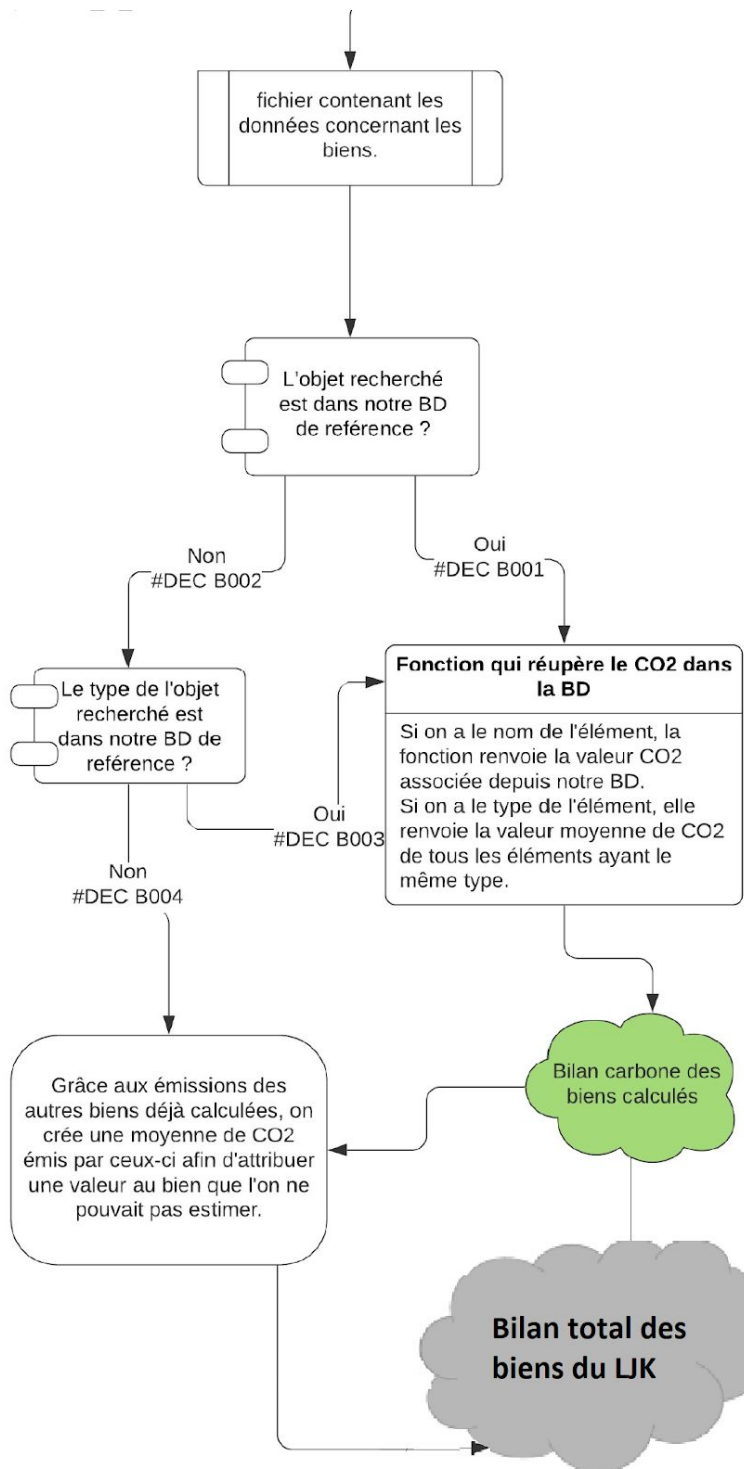 fichier contenant les
données concernant les
biens.
L'objet recherché
est dans notre BD
de reférence ?
Non
#DEC B002
Oui
#DEC B001
Le type de l'objet
recherché est
dans notre BD de
reférence ?
Fonction qui réupère le CO2 dans
la BD
Si on a le nom de l'élément, la
fonction renvoie la valeur CO2
associée depuis notre BD.
Si on a le type de l'élément, elle
renvoie la valeur moyenne de CO2
de tous les éléments ayant le
même type.
Oui
#DEC B003
Non
#DEC B004
Grâce aux émissions des
autres biens déjà calculées, on
crée une moyenne de CO2
émis par ceux-ci afin d'attribuer
une valeur au bien que l'on ne
pouvait pas estimer.
Bilan carbone des
biens calculés
Bilan total des
biens du LJK